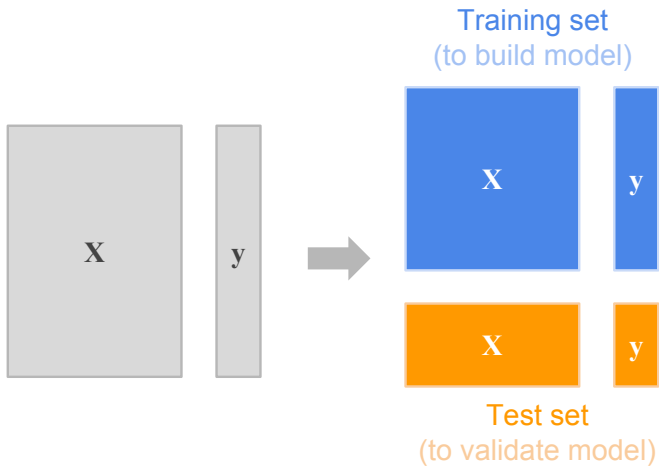 Training set
(to build model)
X
y
X
y
X
y
Test set
(to validate model)